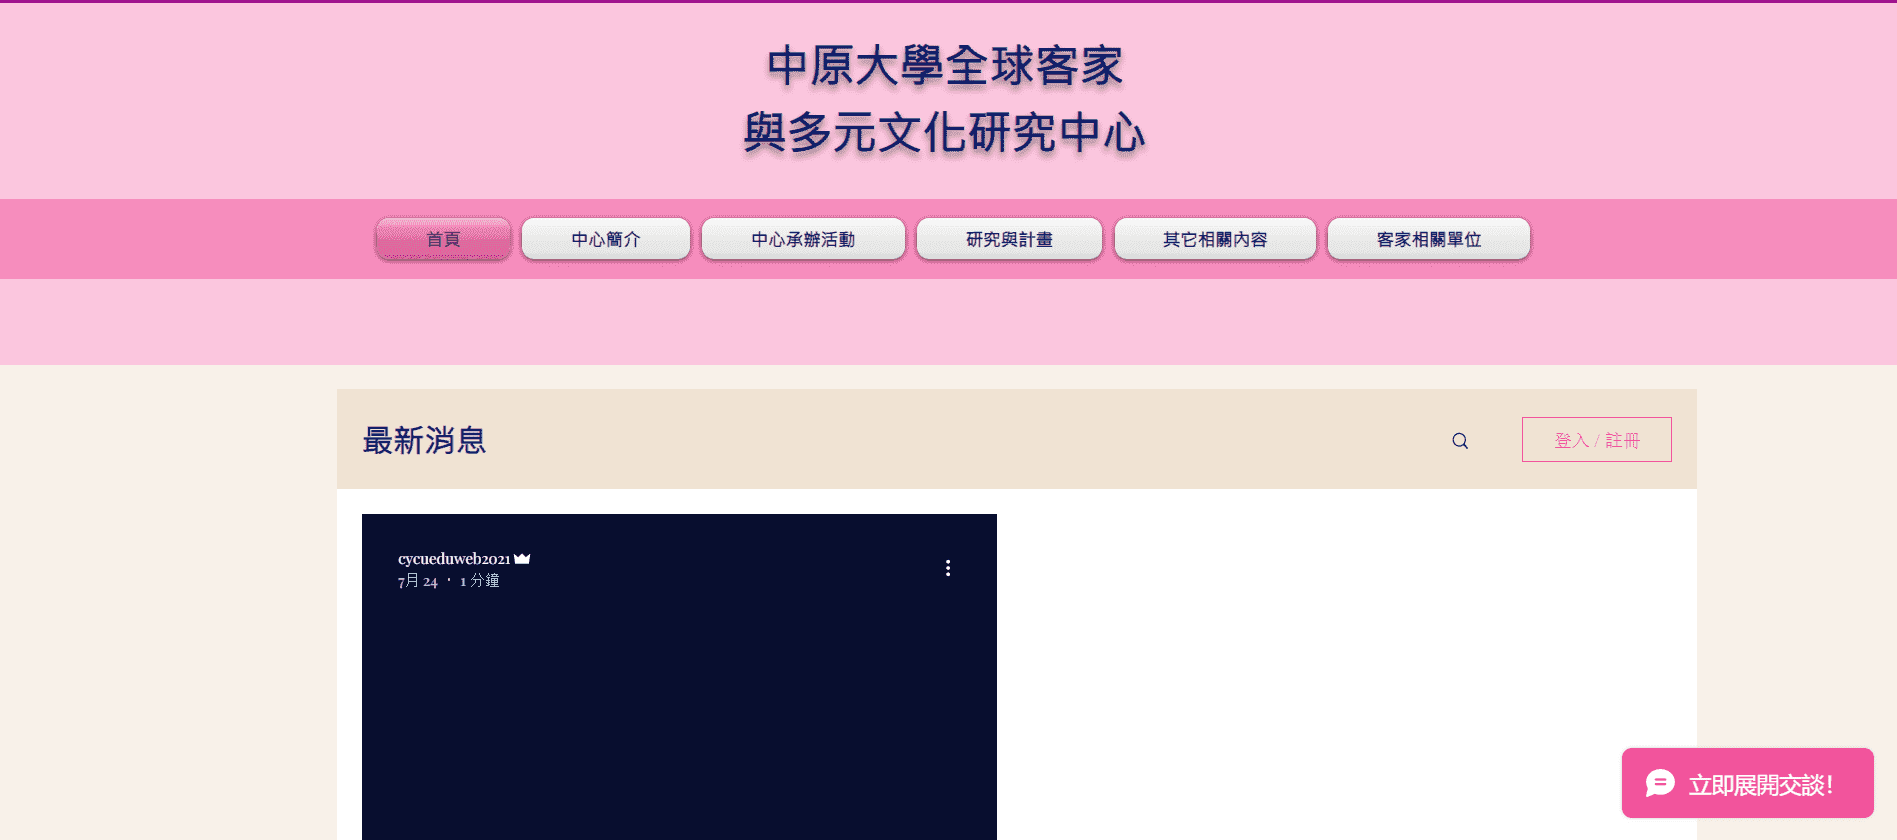 中原大學全球客家
與多元文化研究中心
首頁
中心簡介
中心承辦活動
研究與計畫
其它相關內容
客家相關單位
最新消息
登入 / 註冊
cycueduweb2021
7月 24 · 1 分鐘
立即展開交談!